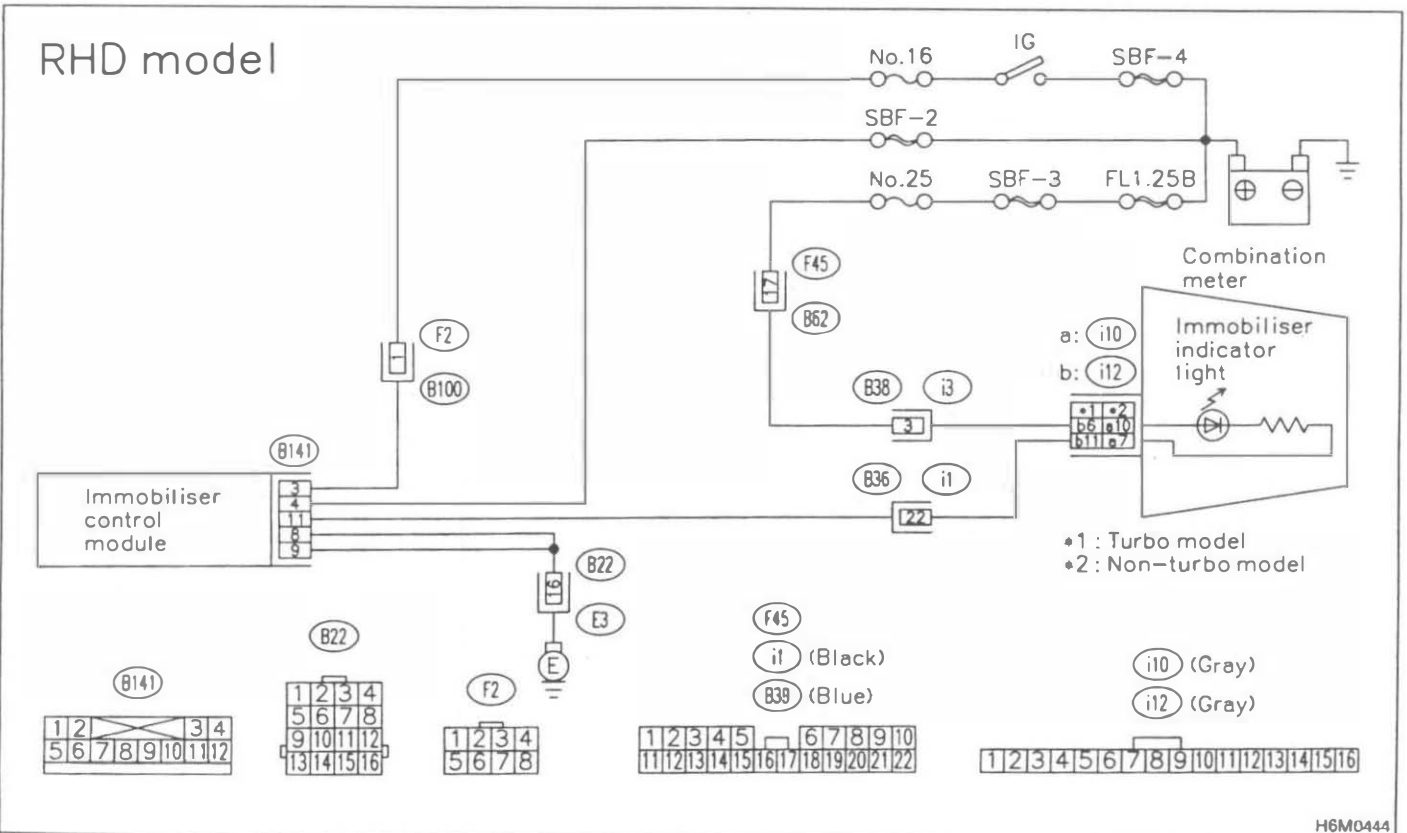 RHD model
No.16
IG
SBF-4
SBF-2
No.25
SBF-3
FL1.25B
F45
17
B62
Combination
meter
Immobiliser
indicator
light
a: i10
b: i12
*1 *2
b6 a10
b11 a7
F2
1
B100
B38 i3
3
B141
Immobiliser
control
module
3
4
11
8
9
B36 i1
22
*1 : Turbo model
*2 : Non-turbo model
B22
16
E3
E
B141
1 2 3 4
5 6 7 8 9 10 11 12
B22
1 2 3 4
5 6 7 8
9 10 11 12
13 14 15 16
F2
1 2 3 4
5 6 7 8
F45
i1 (Black)
B39 (Blue)
1 2 3 4 5 6 7 8 9 10
11 12 13 14 15 16 17 18 19 20 21 22
i10 (Gray)
i12 (Gray)
1 2 3 4 5 6 7 8 9 10 11 12 13 14 15 16
H6M0444